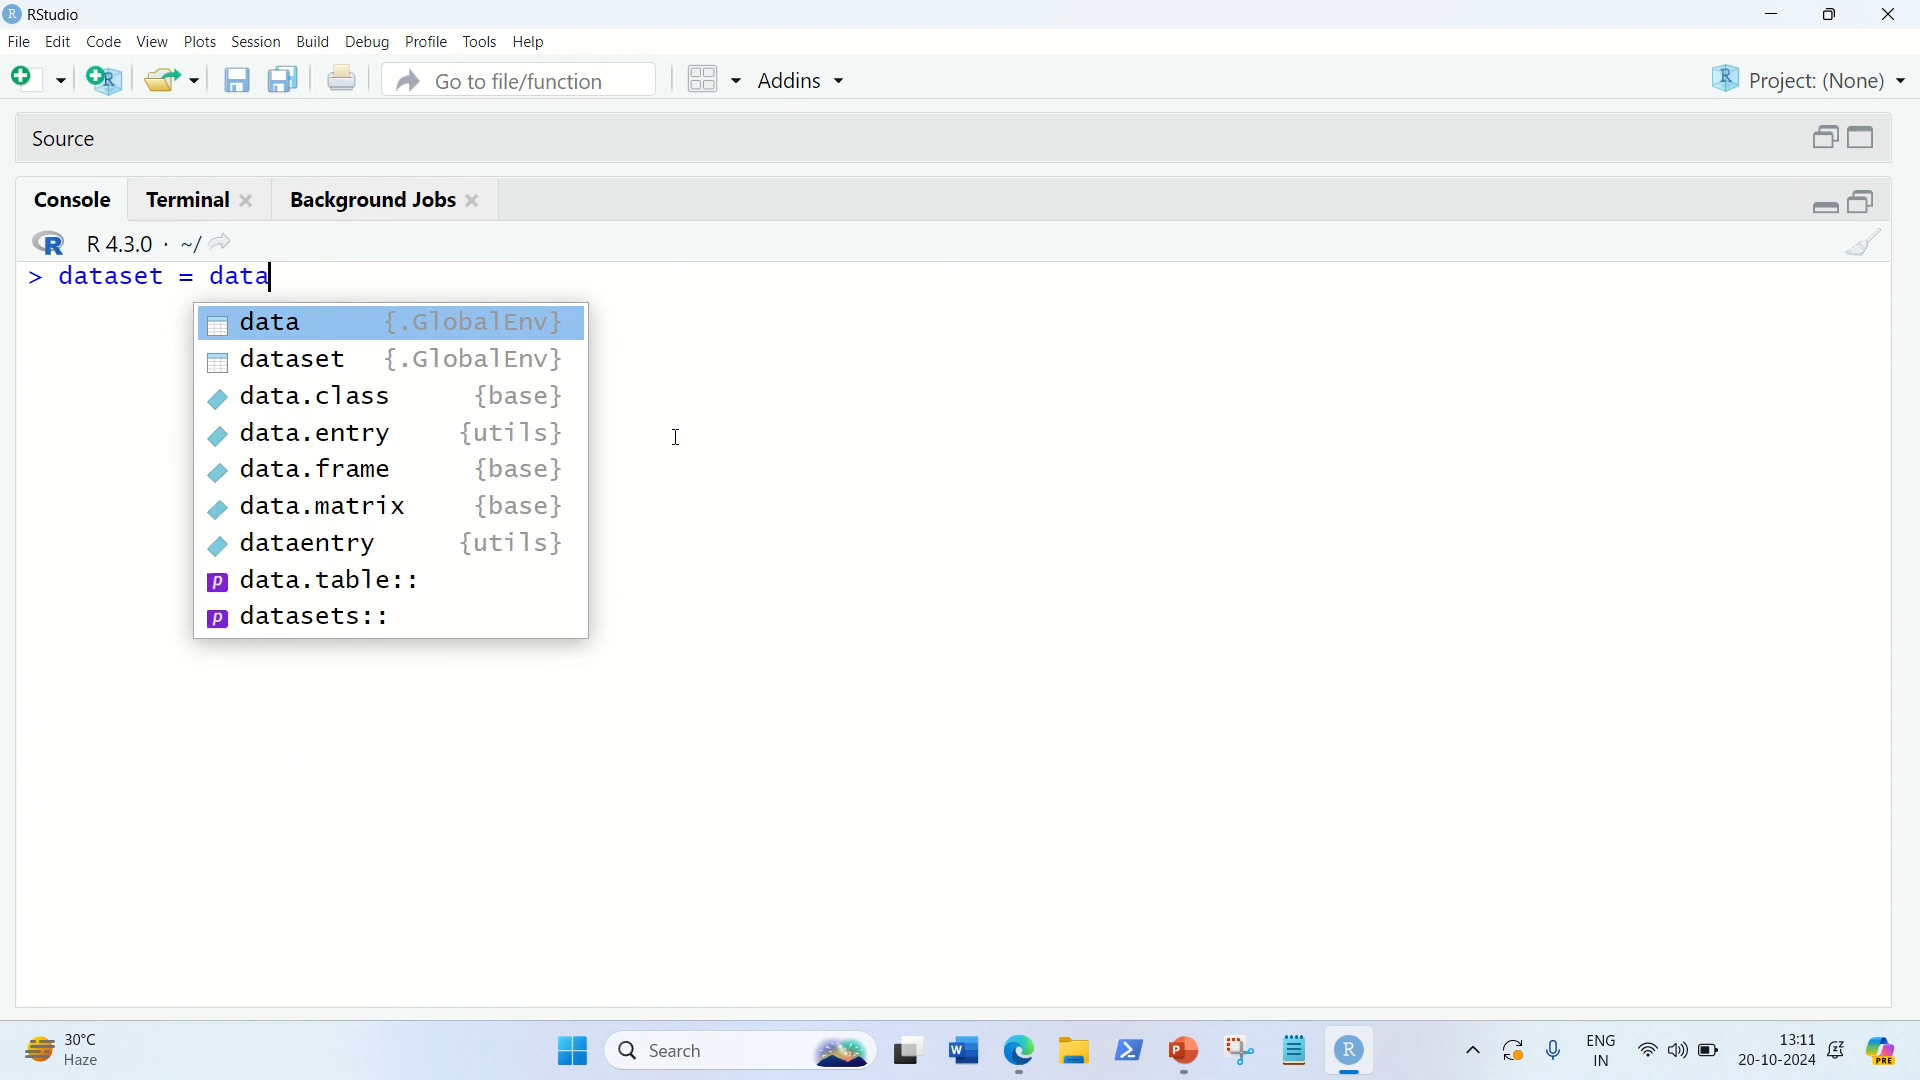 RStudio
File Edit Code View Plots Session Build Debug Profile Tools Help
Go to file/function Addins Project: (None)
Source
Console Terminal Background Jobs
R 4.3.0 · ~/
> dataset = data
data {.GlobalEnv}
dataset {.GlobalEnv}
data.class {base}
data.entry {utils}
data.frame {base}
data.matrix {base}
dataentry {utils}
data.table::
datasets::
30°C
Haze
Search
ENG
IN
13:11
20-10-2024